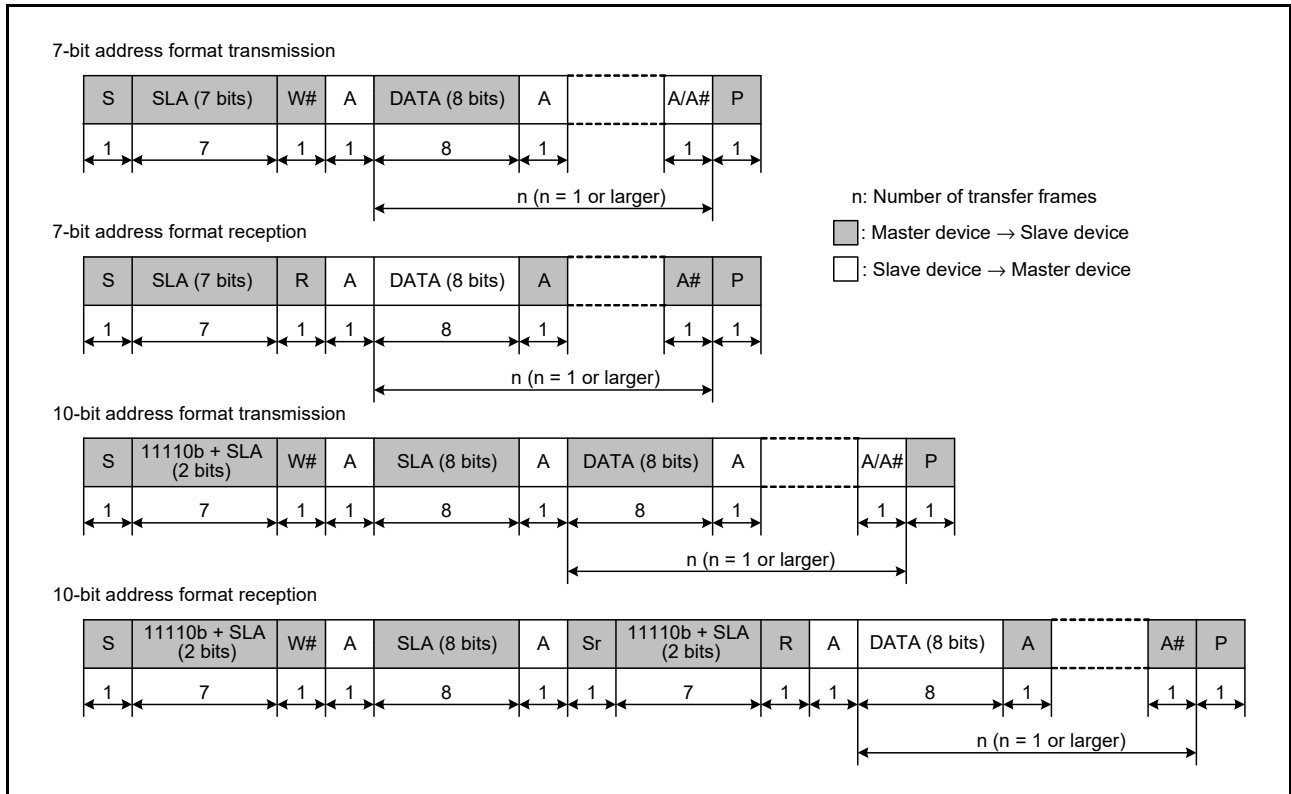 7-bit address format transmission
S SLA (7 bits) W# A DATA (8 bits) A A/A# P
1 7 1 1 8 1 1 1
n (n = 1 or larger)
n: Number of transfer frames
: Master device → Slave device
: Slave device → Master device
7-bit address format reception
S SLA (7 bits) R A DATA (8 bits) A A# P
1 7 1 1 8 1 1 1
n (n = 1 or larger)
10-bit address format transmission
S 11110b + SLA (2 bits) W# A SLA (8 bits) A DATA (8 bits) A A/A# P
1 7 1 1 8 1 8 1 1 1
n (n = 1 or larger)
10-bit address format reception
S 11110b + SLA (2 bits) W# A SLA (8 bits) A Sr 11110b + SLA (2 bits) R A DATA (8 bits) A A# P
1 7 1 1 8 1 1 7 1 1 8 1 1 1
n (n = 1 or larger)